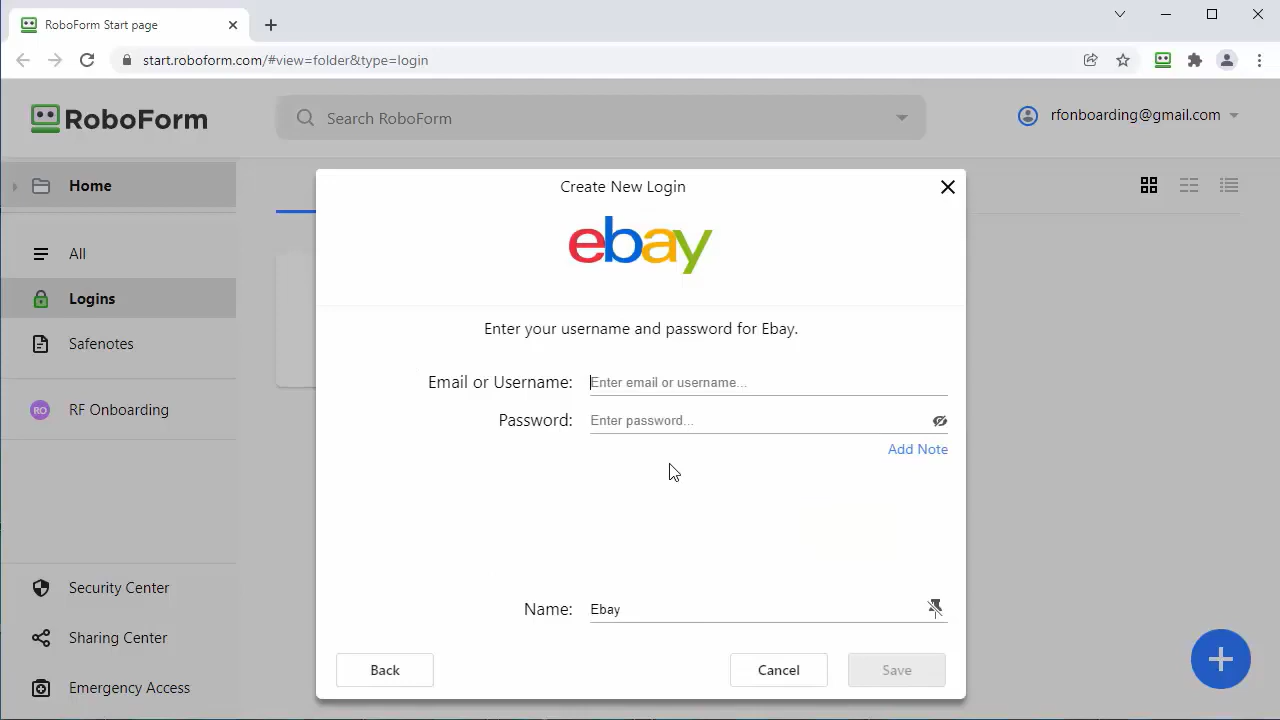 RoboForm Start page
start.roboform.com/#view=folder&type=login
RoboForm
Search RoboForm
rfonboarding@gmail.com
Home
All
Logins
Safenotes
RO RF Onboarding
Security Center
Sharing Center
Emergency Access
Create New Login
ebay
Enter your username and password for Ebay.
Email or Username: Enter email or username...
Password: Enter password...
Add Note
Name: Ebay
Back Cancel Save